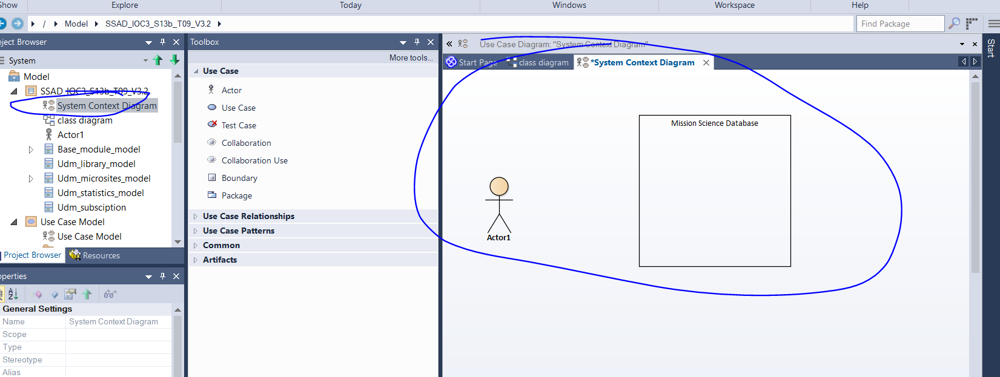 Show Explore Today Windows Workspace Help
/ Model SSAD_IOC3_S13b_T09_V3.2 Find Package
Project Browser
System
Model
SSAD_IOC3_S13b_T09_V3.2
System Context Diagram
class diagram
Actor1
Base_module_model
Udm_library_model
Udm_microsites_model
Udm_statistics_model
Udm_subsciption
Use Case Model
Use Case Model
Project Browser Resources
Properties
General Settings
Name System Context Diagram
Scope
Type
Stereotype
Alias
Toolbox
More tools...
Use Case
Actor
Use Case
Test Case
Collaboration
Collaboration Use
Boundary
Package
Use Case Relationships
Use Case Patterns
Common
Artifacts
« Use Case Diagram: "System Context Diagram"
Start Page class diagram *System Context Diagram
Mission Science Database
Actor1
Start